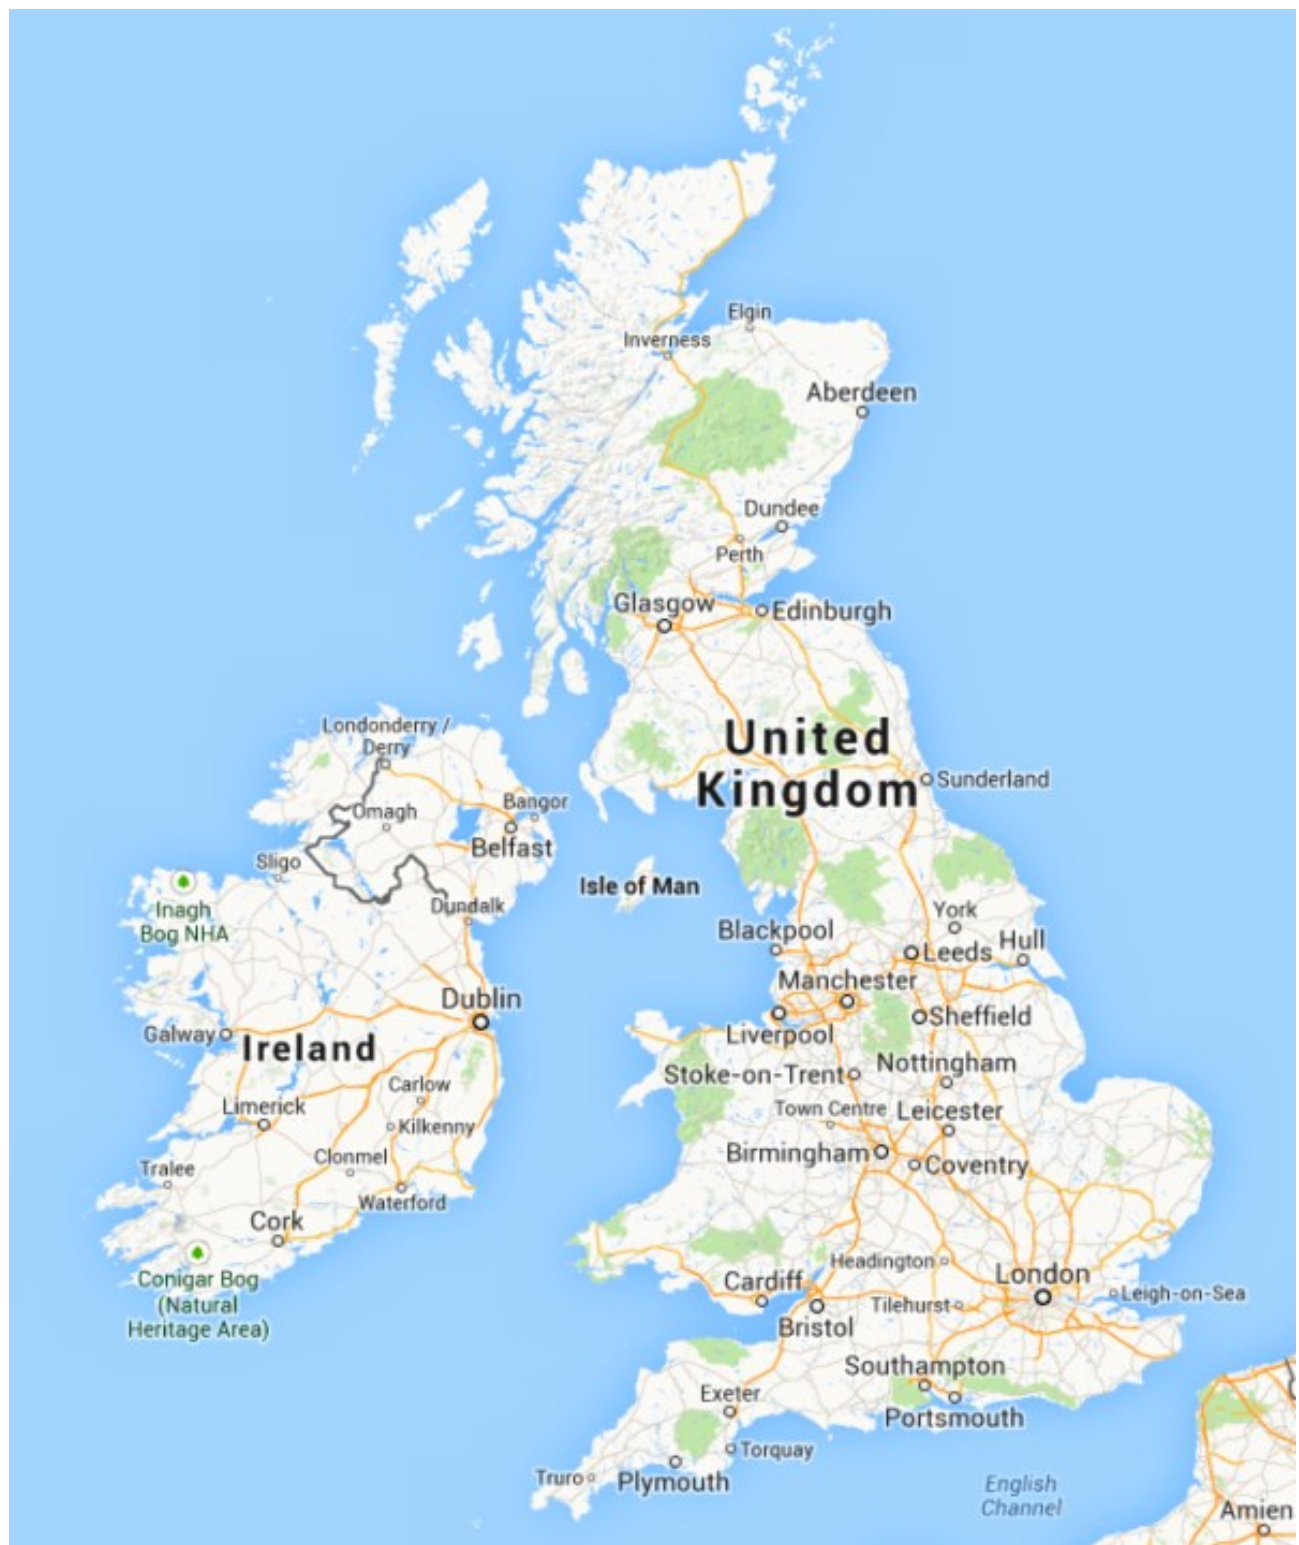 Elgin
Inverness
Aberdeen
Dundee
Perth
Glasgow
Edinburgh
United
Kingdom
Londonderry /
Derry
Sunderland
Bangor
Omagh
Belfast
Sligo
Isle of Man
Inagh
Bog NHA
Dundalk
York
Blackpool
Leeds
Hull
Manchester
Dublin
Sheffield
Galway
Liverpool
Ireland
Nottingham
Stoke-on-Trent
Carlow
Limerick
Town Centre
Leicester
Kilkenny
Birmingham
Coventry
Clonmel
Tralee
Waterford
Cork
Headington
London
Conigar Bog
(Natural
Heritage Area)
Cardiff
Leigh-on-Sea
Tilehurst
Bristol
Southampton
Exeter
Portsmouth
Torquay
Truro
Plymouth
English
Channel
Amien